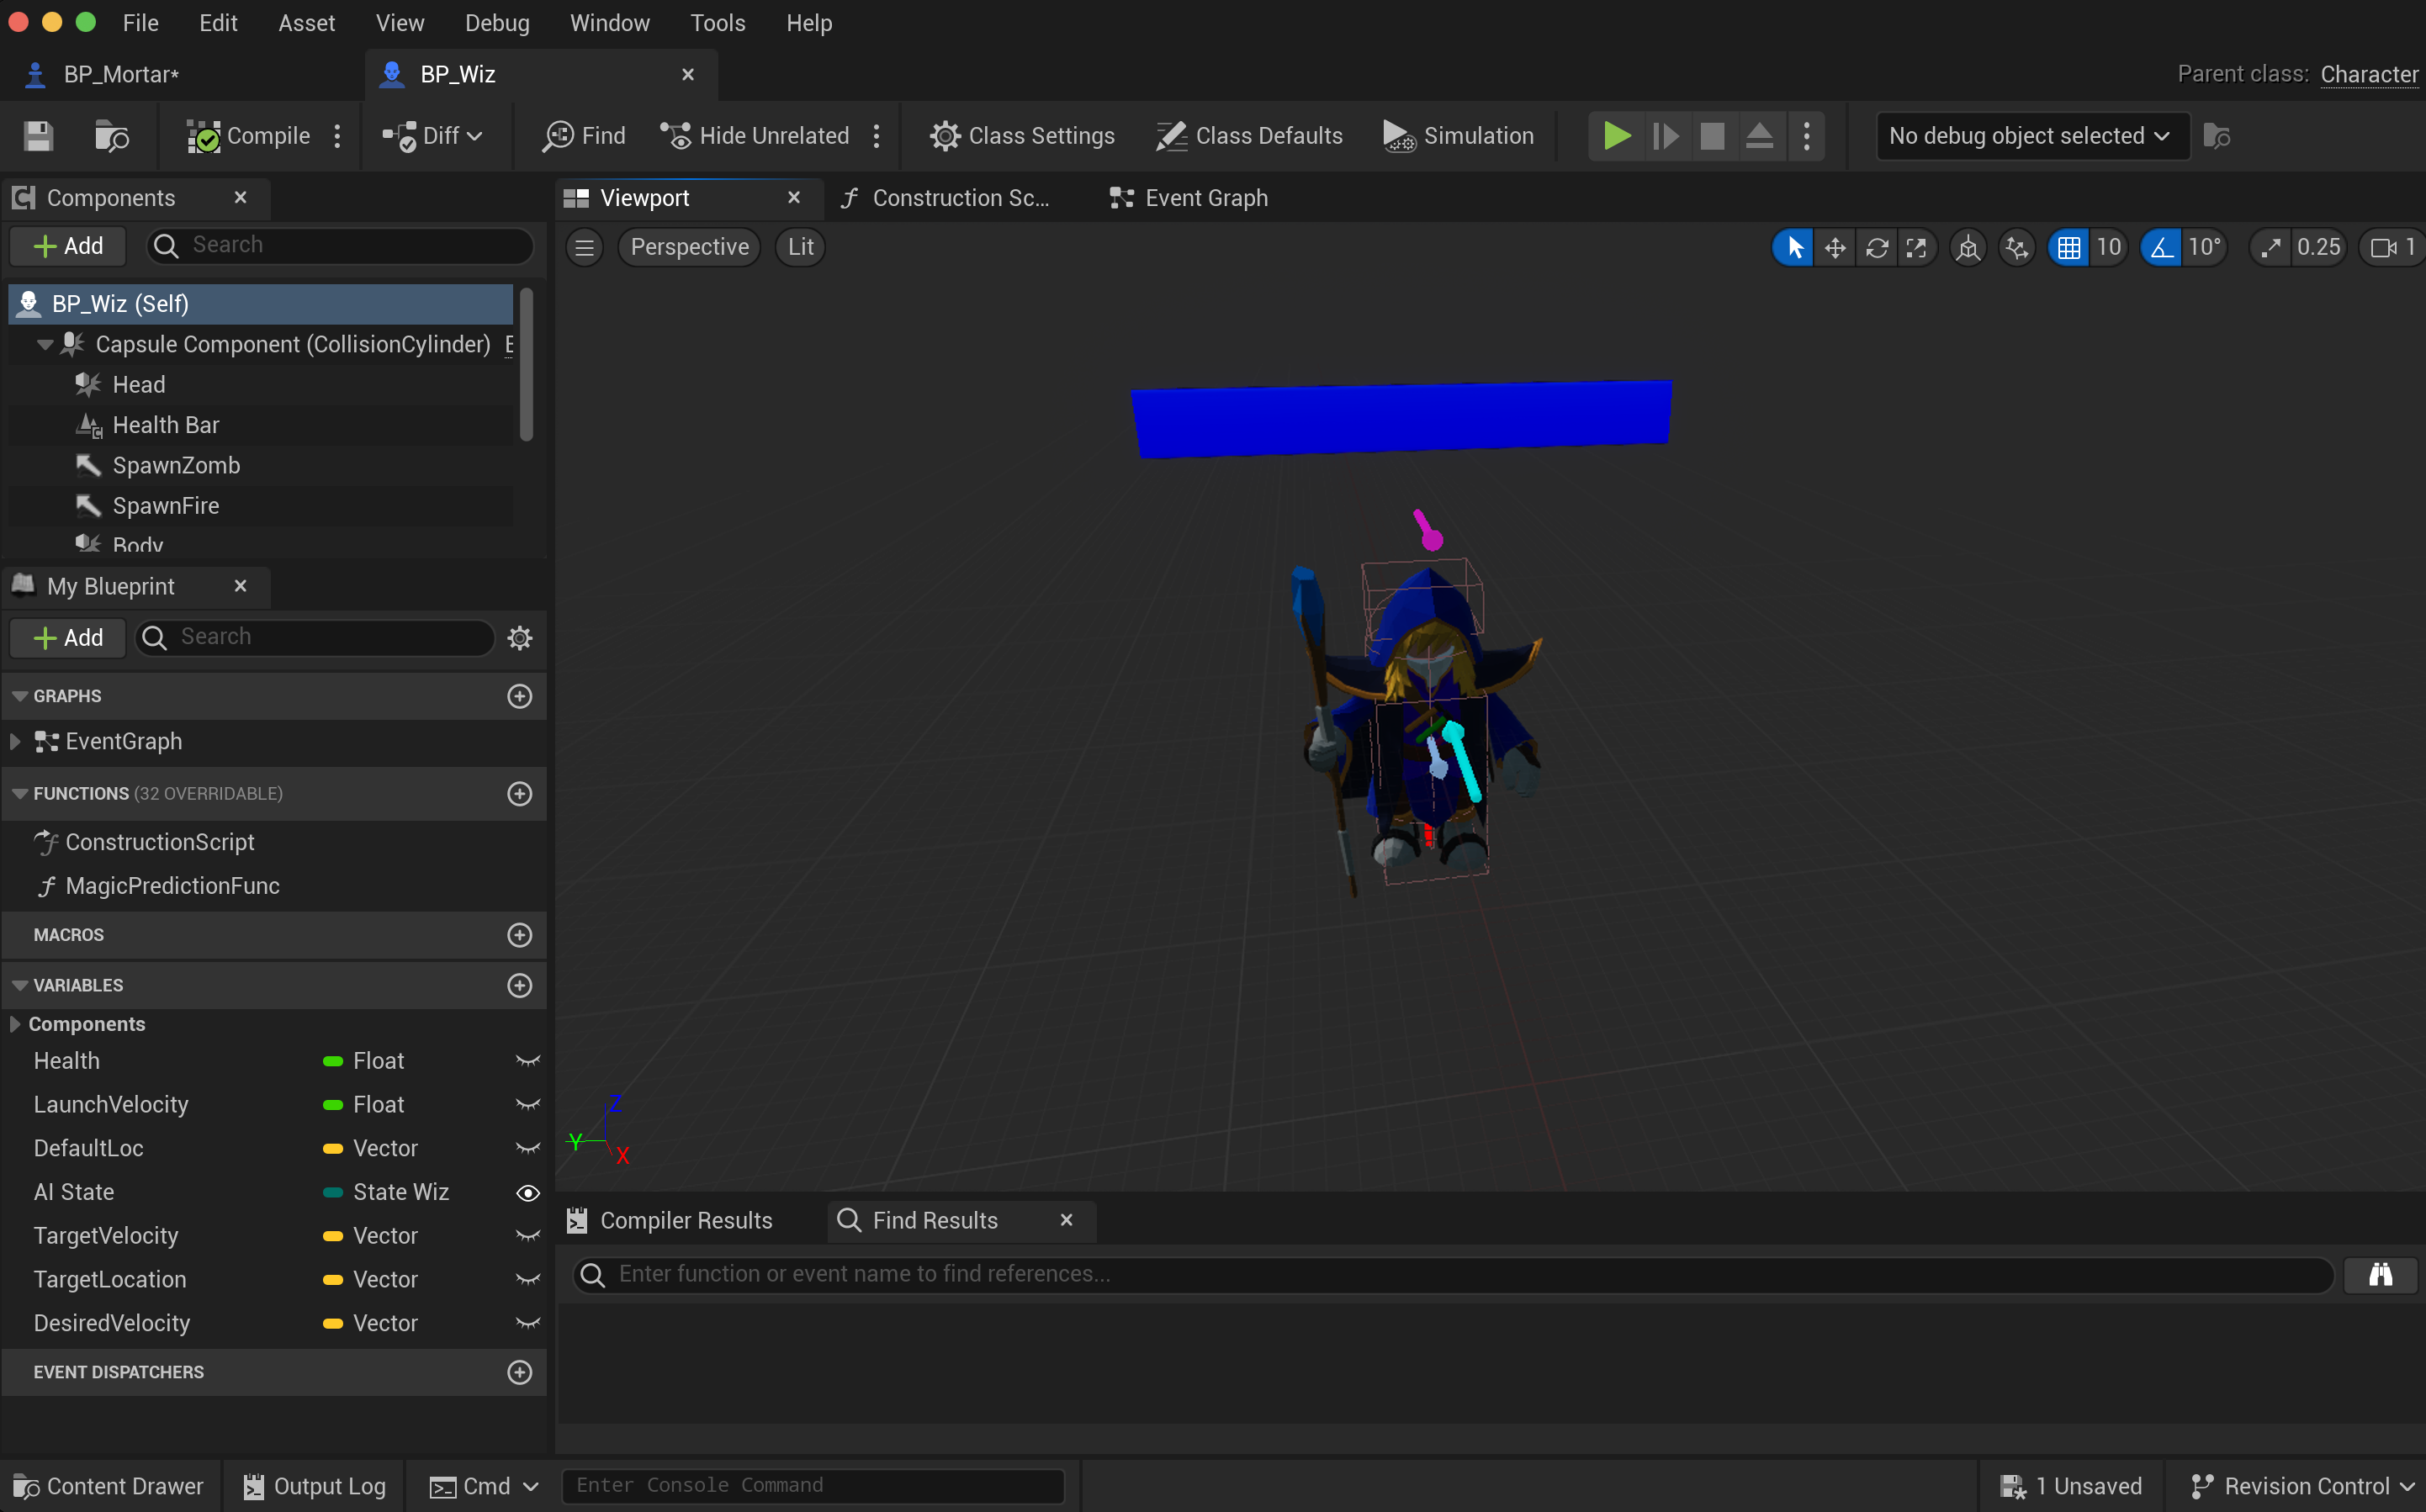 File Edit Asset View Debug Window Tools Help
BP_Mortar* BP_Wiz Parent class: Character
Compile Diff Find Hide Unrelated Class Settings Class Defaults Simulation No debug object selected
Components Viewport Construction Sc... Event Graph
Add Search Perspective Lit 10 10° 0.25 1
BP_Wiz (Self)
Capsule Component (CollisionCylinder)
Head
Health Bar
SpawnZomb
SpawnFire
Body
My Blueprint
Add Search
GRAPHS
EventGraph
FUNCTIONS (32 OVERRIDABLE)
ConstructionScript
MagicPredictionFunc
MACROS
VARIABLES
Components
Health Float
LaunchVelocity Float
DefaultLoc Vector
AI State State Wiz
TargetVelocity Vector
TargetLocation Vector
DesiredVelocity Vector
EVENT DISPATCHERS
Z
Y
X
Compiler Results Find Results
Enter function or event name to find references...
Content Drawer Output Log Cmd Enter Console Command 1 Unsaved Revision Control